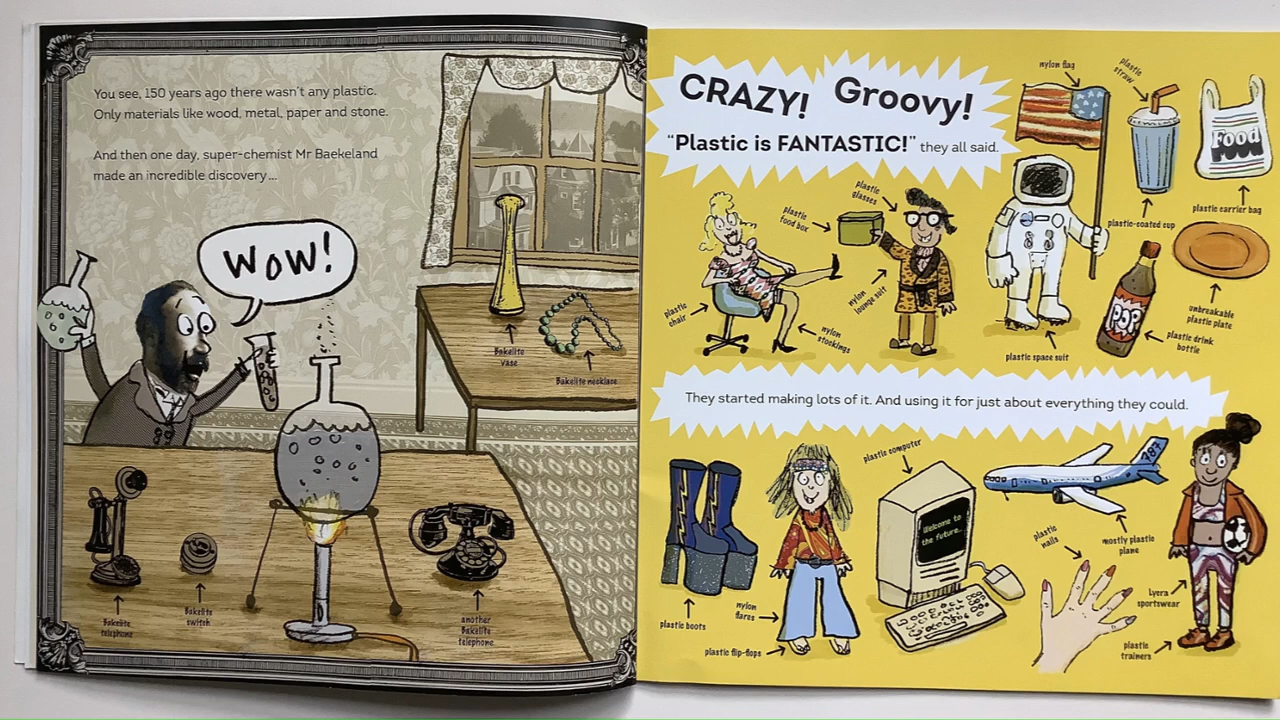 You see, 150 years ago there wasn't any plastic.
Only materials like wood, metal, paper and stone.
And then one day, super-chemist Mr Baekeland
made an incredible discovery...
WOW!
Bakelite
vase
Bakelite necklace
Bakelite
telephone
Bakelite
switch
another
Bakelite
telephone
CRAZY! Groovy!
"Plastic is FANTASTIC!" they all said.
nylon flag
plastic
straw
Food
Food
plastic-coated cup
plastic carrier bag
plastic
food box
plastic
glasses
plastic
chair
nylon
stockings
nylon
lounge suit
plastic space suit
POP
plastic drink
bottle
unbreakable
plastic plate
They started making lots of it. And using it for just about everything they could.
plastic boots
nylon
flares
plastic flip-flops
plastic computer
Welcome to
the future...
787
mostly plastic
plane
plastic
nails
Lycra
sportswear
plastic
trainers